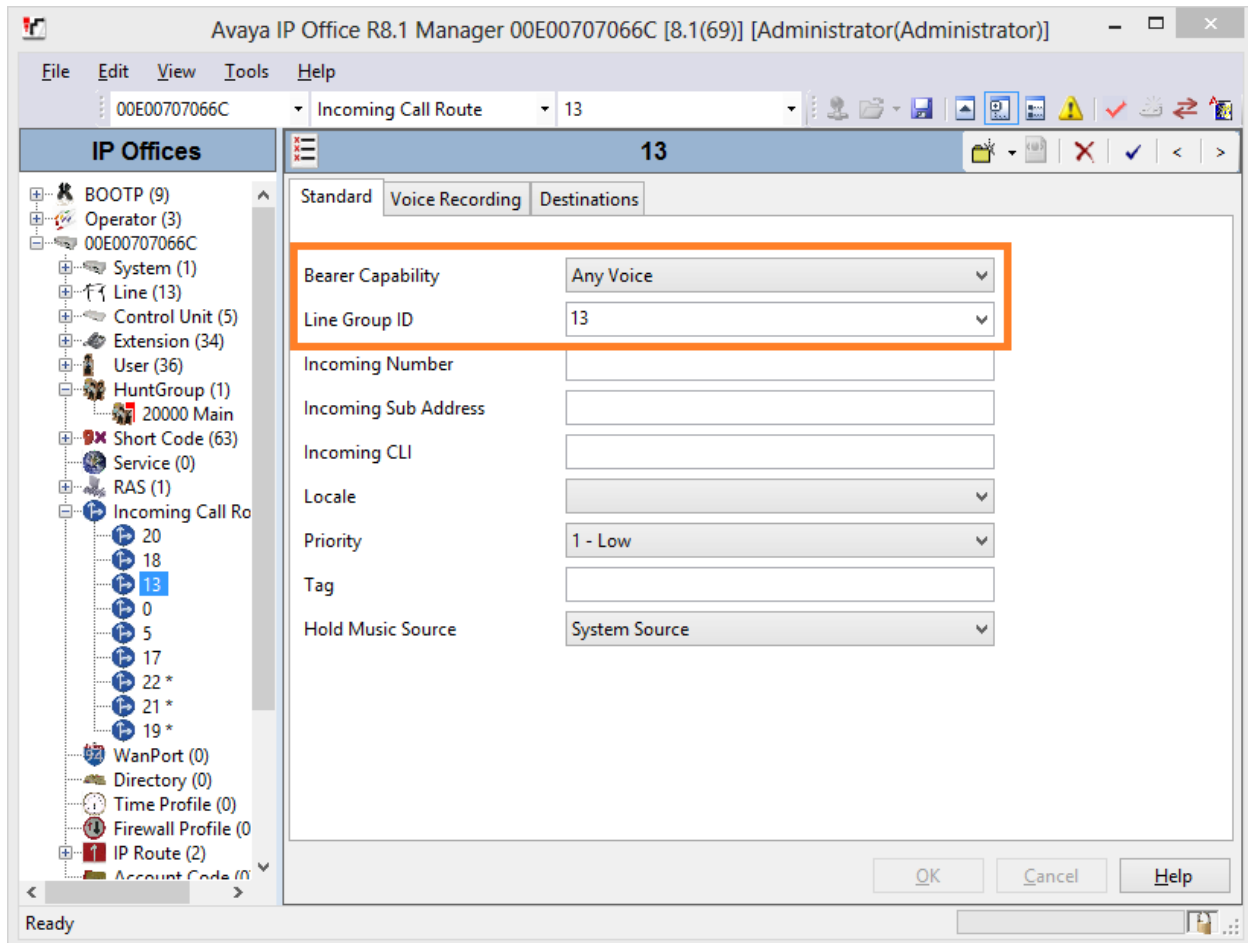 Avaya IP Office R8.1 Manager 00E00707066C [8.1(69)] [Administrator(Administrator)]
File Edit View Tools Help
00E00707066C Incoming Call Route 13
IP Offices
13
BOOTP (9)
Operator (3)
00E00707066C
System (1)
Line (13)
Control Unit (5)
Extension (34)
User (36)
HuntGroup (1)
20000 Main
Short Code (63)
Service (0)
RAS (1)
Incoming Call Ro
20
18
13
0
5
17
22 *
21 *
19 *
WanPort (0)
Directory (0)
Time Profile (0)
Firewall Profile (0
IP Route (2)
Account Code (0)
Standard Voice Recording Destinations
Bearer Capability Any Voice
Line Group ID 13
Incoming Number
Incoming Sub Address
Incoming CLI
Locale
Priority 1 - Low
Tag
Hold Music Source System Source
OK Cancel Help
Ready